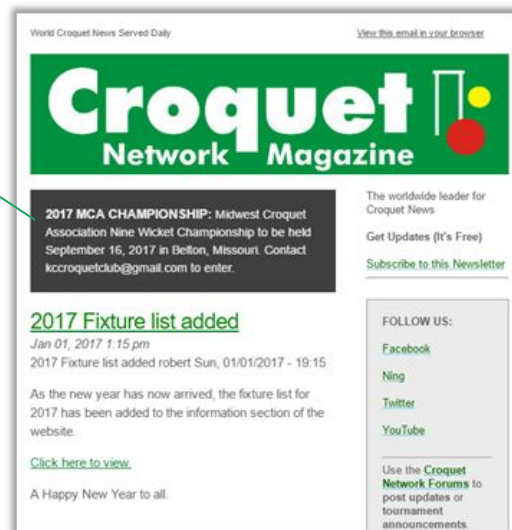 World Croquet News Served Daily
View this email in your browser
Croquet
Network Magazine
2017 MCA CHAMPIONSHIP: Midwest Croquet
Association Nine Wicket Championship to be held
September 16, 2017 in Belton, Missouri. Contact
kccroquetclub@gmail.com to enter.
The worldwide leader for
Croquet News
Get Updates (It's Free)
Subscribe to this Newsletter
2017 Fixture list added
Jan 01, 2017 1:15 pm
2017 Fixture list added robert Sun, 01/01/2017 - 19:15
As the new year has now arrived, the fixture list for
2017 has been added to the information section of the
website.
Click here to view.
A Happy New Year to all.
FOLLOW US:
Facebook
Ning
Twitter
YouTube
Use the Croquet
Network Forums to
post updates or
tournament
announcements.